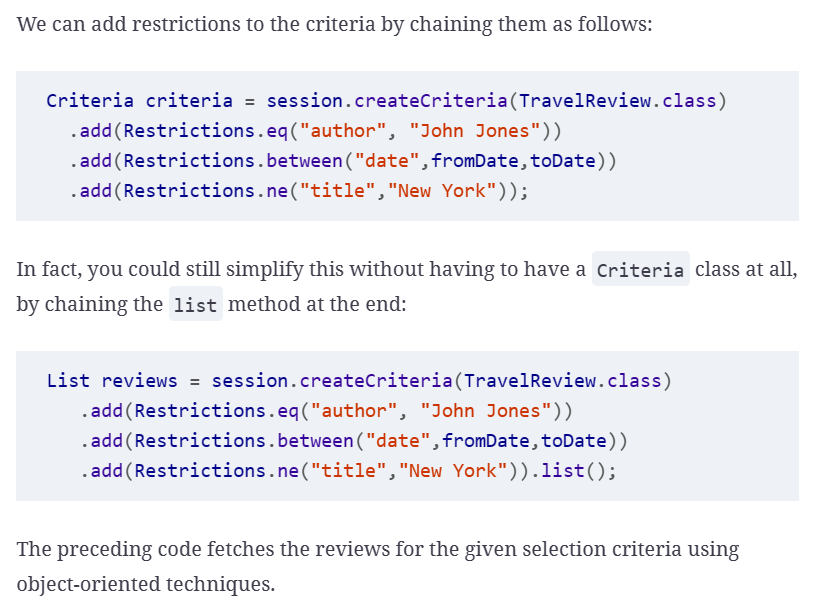 We can add restrictions to the criteria by chaining them as follows:
Criteria criteria = session.createCriteria(TravelReview.class)
.add(Restrictions.eq("author", "John Jones"))
.add(Restrictions.between("date",fromDate,toDate))
.add(Restrictions.ne("title","New York"));
In fact, you could still simplify this without having to have a Criteria class at all,
by chaining the list method at the end:
List reviews = session.createCriteria(TravelReview.class)
.add(Restrictions.eq("author", "John Jones"))
.add(Restrictions.between("date",fromDate,toDate))
.add(Restrictions.ne("title","New York")).list();
The preceding code fetches the reviews for the given selection criteria using
object-oriented techniques.